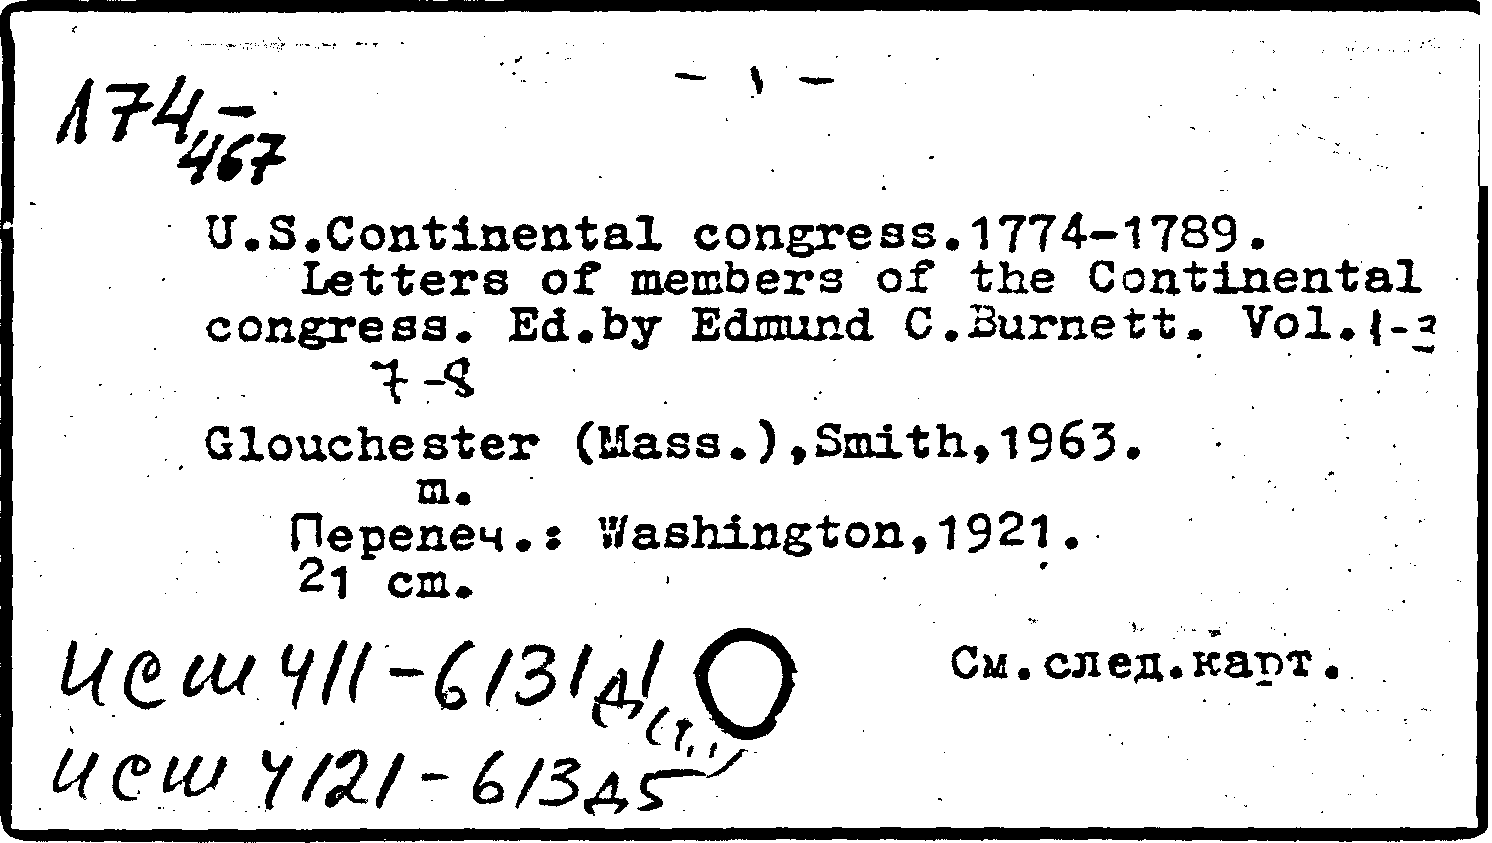 - 1 -
174,-
467
U.S.Continental congress.1774-1789.
Letters of members of the Continental
congress. Ed.by Edmund C.Burnett. Vol.1-3
7-8
Glouchester (Mass.),Smith,1963.
m.
Перепеч.: Washington,1921.
21 cm.
См.след.карт.
исш 411-6131д1
(т.1)
исш 4121-613д5